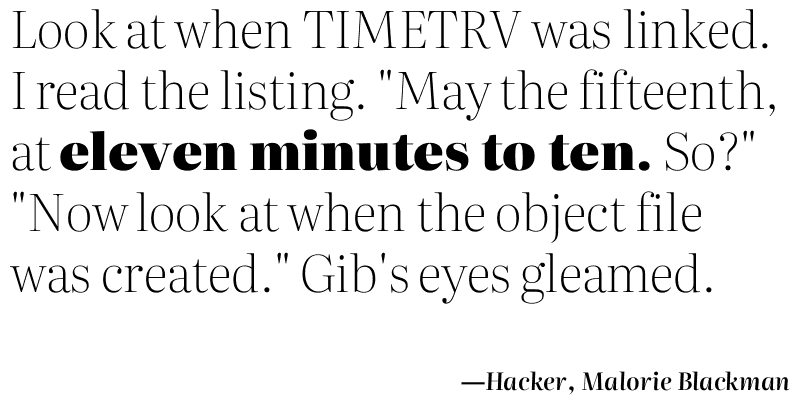 Look at when TIMETRV was linked.
I read the listing. "May the fifteenth,
at eleven minutes to ten. So?"
"Now look at when the object file
was created." Gib's eyes gleamed.
—Hacker, Malorie Blackman